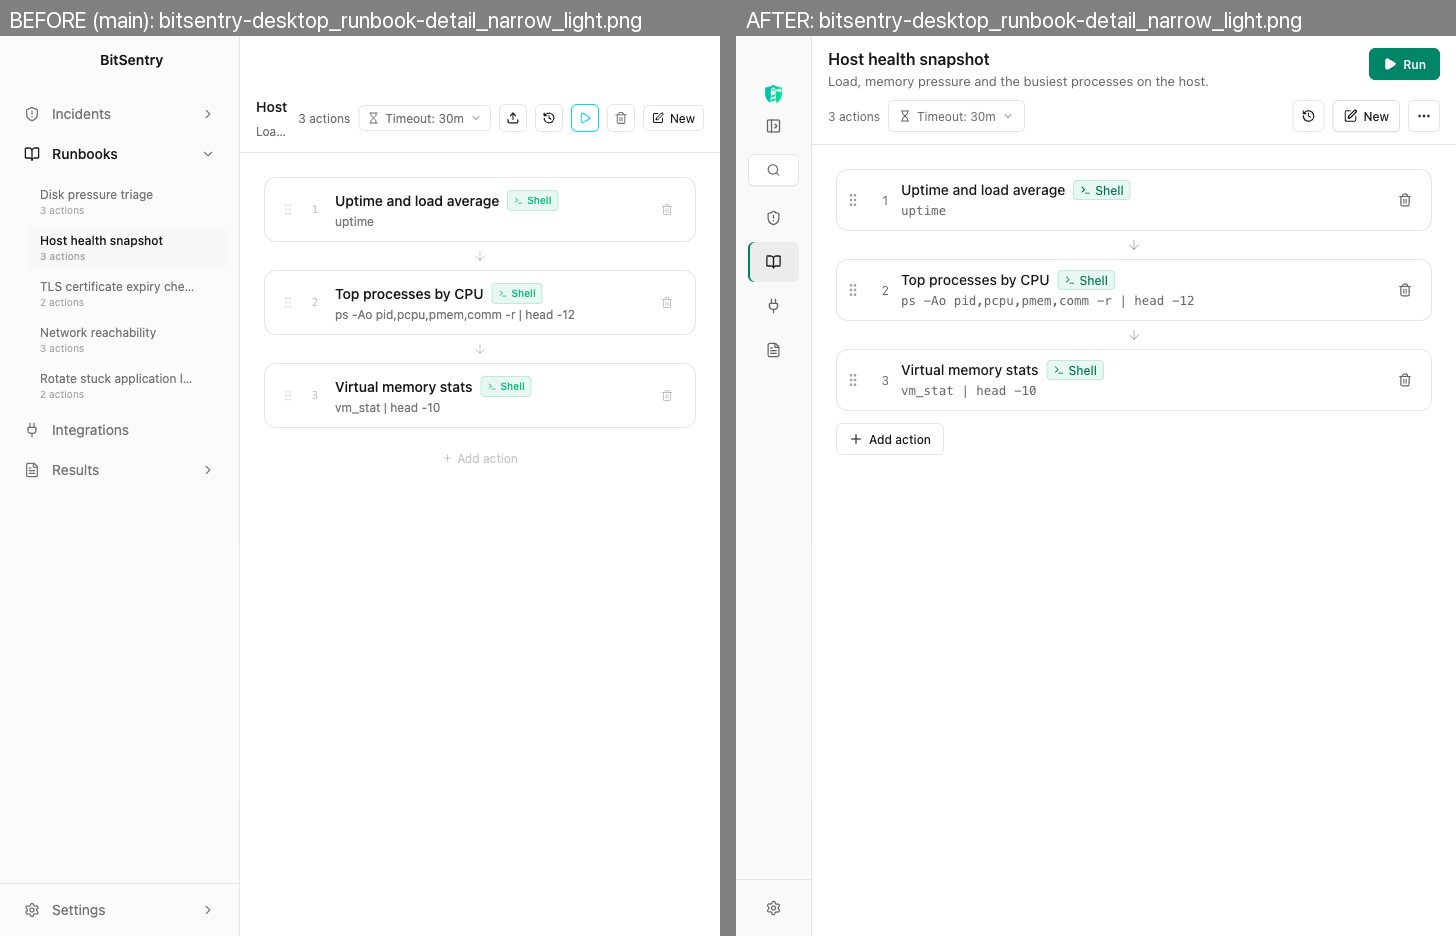 BEFORE (main): bitsentry-desktop_runbook-detail_narrow_light.png
BitSentry
Incidents
Runbooks
Disk pressure triage
3 actions
Host health snapshot
3 actions
TLS certificate expiry che...
2 actions
Network reachability
3 actions
Rotate stuck application l...
2 actions
Integrations
Results
Settings
Host
Loa...
3 actions
Timeout: 30m
New
1
Uptime and load average
Shell
uptime
2
Top processes by CPU
Shell
ps -Ao pid,pcpu,pmem,comm -r | head -12
3
Virtual memory stats
Shell
vm_stat | head -10
+ Add action
AFTER: bitsentry-desktop_runbook-detail_narrow_light.png
Host health snapshot
Load, memory pressure and the busiest processes on the host.
Run
3 actions
Timeout: 30m
New
1
Uptime and load average
Shell
uptime
2
Top processes by CPU
Shell
ps -Ao pid,pcpu,pmem,comm -r | head -12
3
Virtual memory stats
Shell
vm_stat | head -10
+ Add action